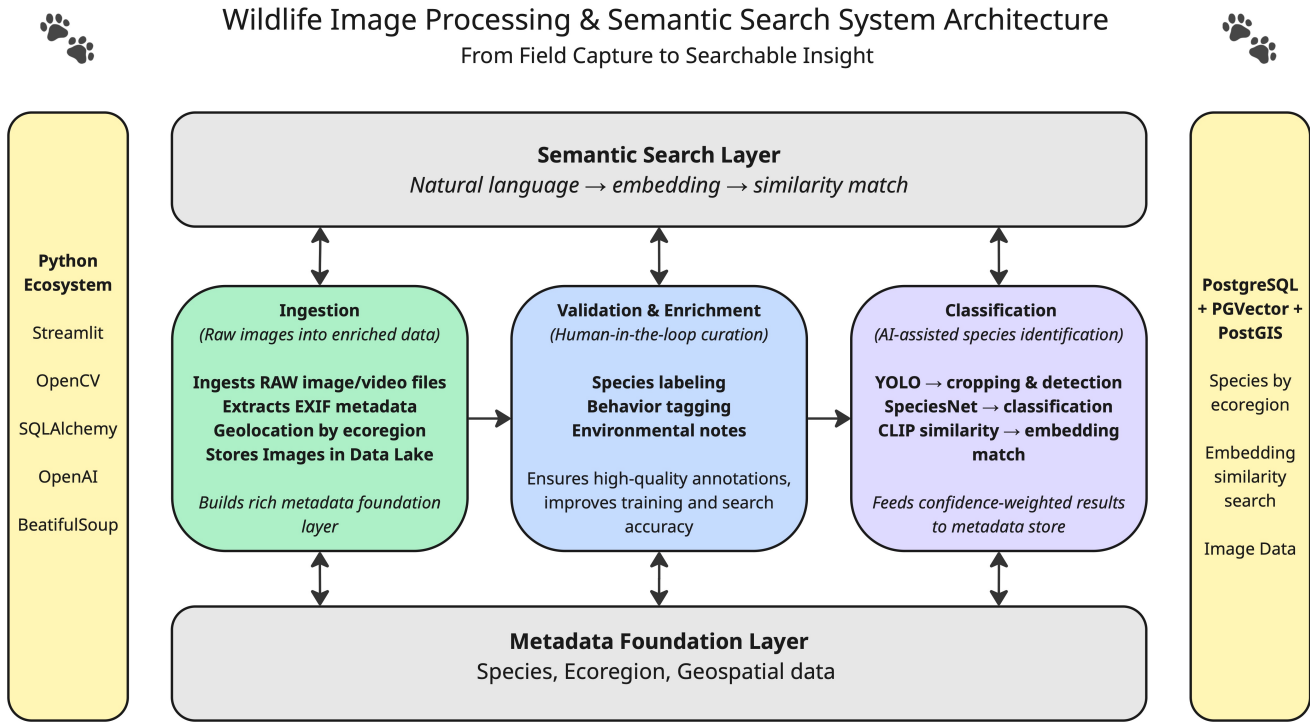 Wildlife Image Processing & Semantic Search System Architecture
From Field Capture to Searchable Insight
Python
Ecosystem
Streamlit
OpenCV
SQLAlchemy
OpenAI
BeatifulSoup
Semantic Search Layer
Natural language → embedding → similarity match
Ingestion
(Raw images into enriched data)
Ingests RAW image/video files
Extracts EXIF metadata
Geolocation by ecoregion
Stores Images in Data Lake
Builds rich metadata foundation
layer
Validation & Enrichment
(Human-in-the-loop curation)
Species labeling
Behavior tagging
Environmental notes
Ensures high-quality annotations,
improves training and search
accuracy
Classification
(AI-assisted species identification)
YOLO → cropping & detection
SpeciesNet → classification
CLIP similarity → embedding
match
Feeds confidence-weighted results
to metadata store
Metadata Foundation Layer
Species, Ecoregion, Geospatial data
PostgreSQL
+ PGVector +
PostGIS
Species by
ecoregion
Embedding
similarity
search
Image Data